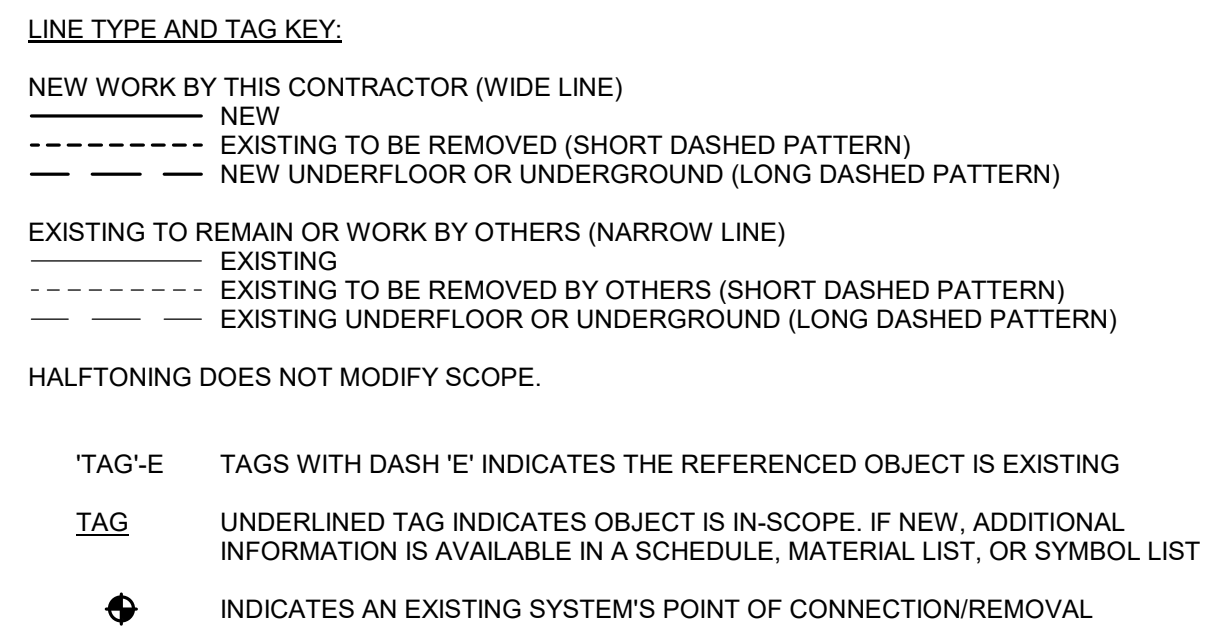 LINE TYPE AND TAG KEY:
NEW WORK BY THIS CONTRACTOR (WIDE LINE)
NEW
EXISTING TO BE REMOVED (SHORT DASHED PATTERN)
NEW UNDERFLOOR OR UNDERGROUND (LONG DASHED PATTERN)
EXISTING TO REMAIN OR WORK BY OTHERS (NARROW LINE)
EXISTING
EXISTING TO BE REMOVED BY OTHERS (SHORT DASHED PATTERN)
EXISTING UNDERFLOOR OR UNDERGROUND (LONG DASHED PATTERN)
HALFTONING DOES NOT MODIFY SCOPE.
'TAG'-E TAGS WITH DASH 'E' INDICATES THE REFERENCED OBJECT IS EXISTING
TAG UNDERLINED TAG INDICATES OBJECT IS IN-SCOPE. IF NEW, ADDITIONAL
INFORMATION IS AVAILABLE IN A SCHEDULE, MATERIAL LIST, OR SYMBOL LIST
INDICATES AN EXISTING SYSTEM'S POINT OF CONNECTION/REMOVAL